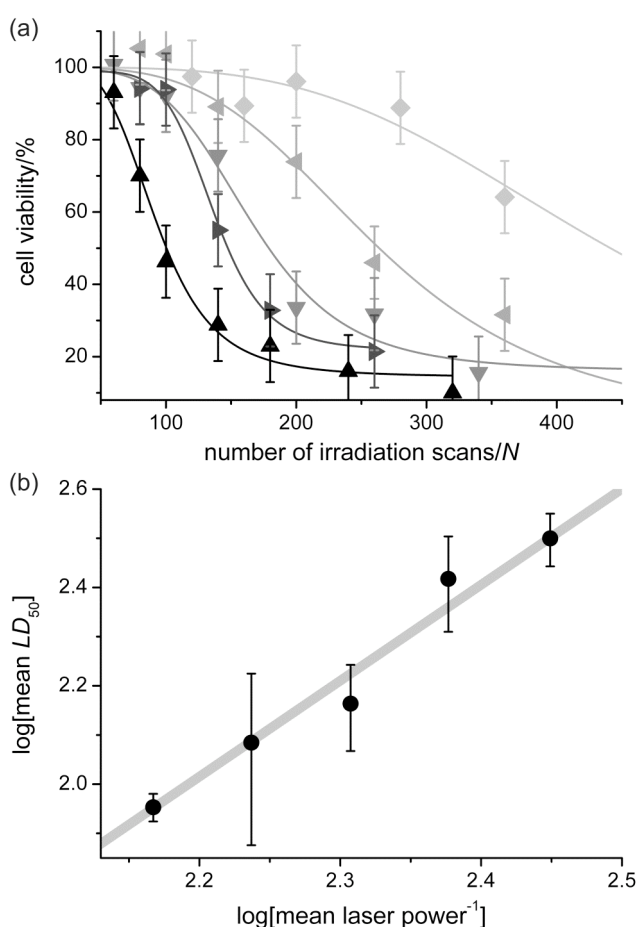 (a)
100
80
60
40
20
cell viability/%
100
200
300
400
number of irradiation scans/N
(b)
2.6
2.4
2.2
2.0
log[mean LD₅₀]
2.2
2.3
2.4
2.5
log[mean laser power⁻¹]